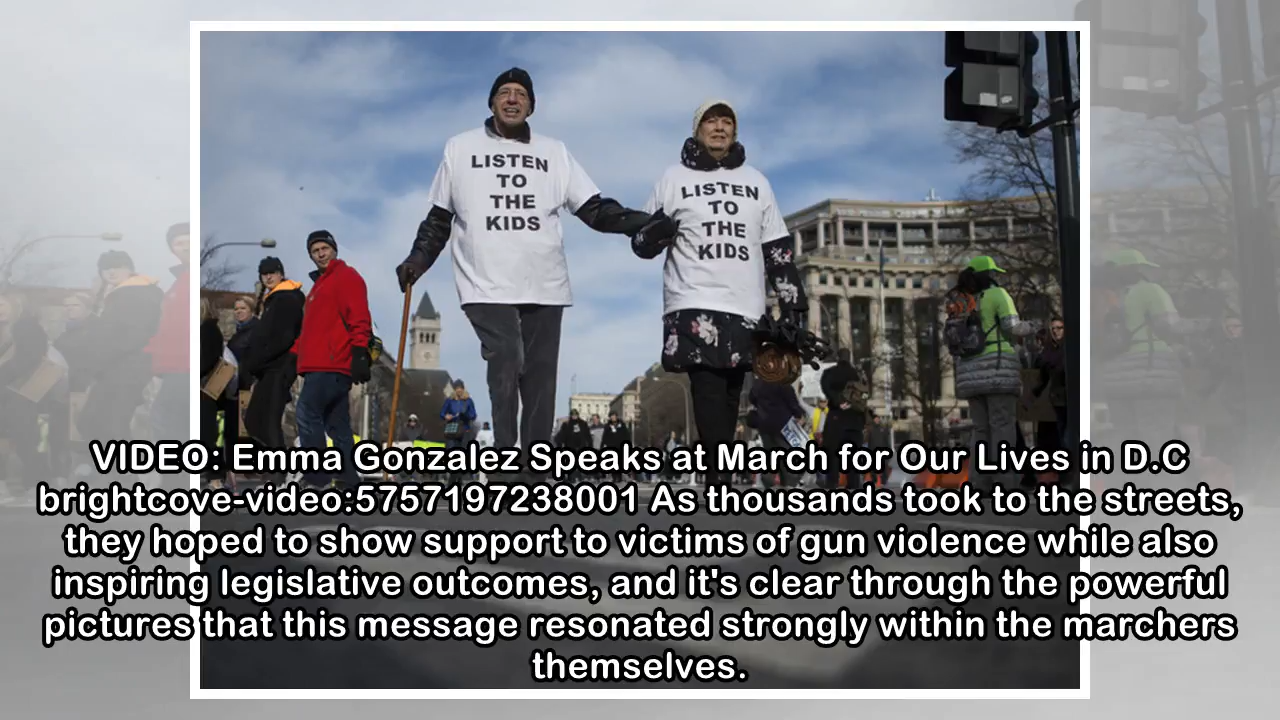 LISTEN
TO
THE
KIDS
LISTEN
TO
THE
KIDS
VIDEO: Emma Gonzalez Speaks at March for Our Lives in D.C
brightcove-video:5757197238001 As thousands took to the streets,
they hoped to show support to victims of gun violence while also
inspiring legislative outcomes, and it's clear through the powerful
pictures that this message resonated strongly within the marchers
themselves.